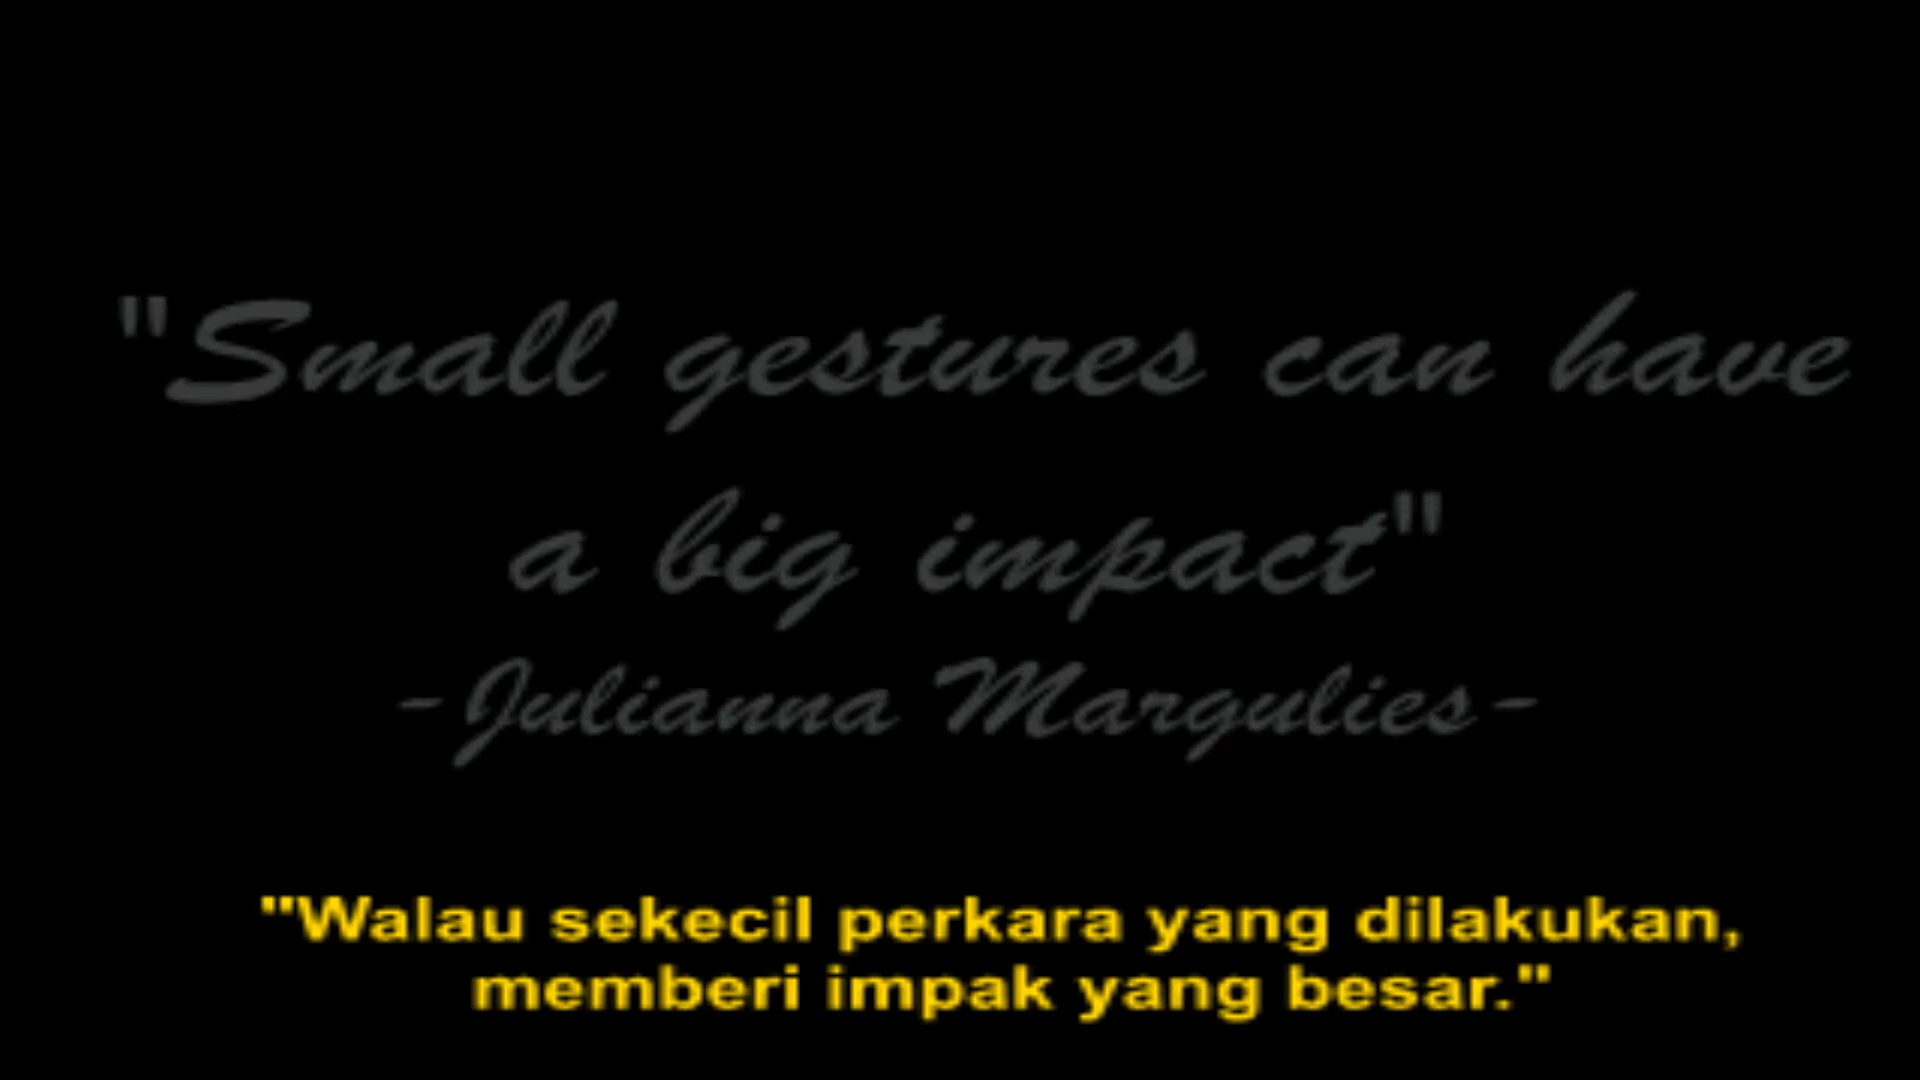 "Small gestures can have
a big impact"
-Julianna Margulies-
"Walau sekecil perkara yang dilakukan,
memberi impak yang besar."